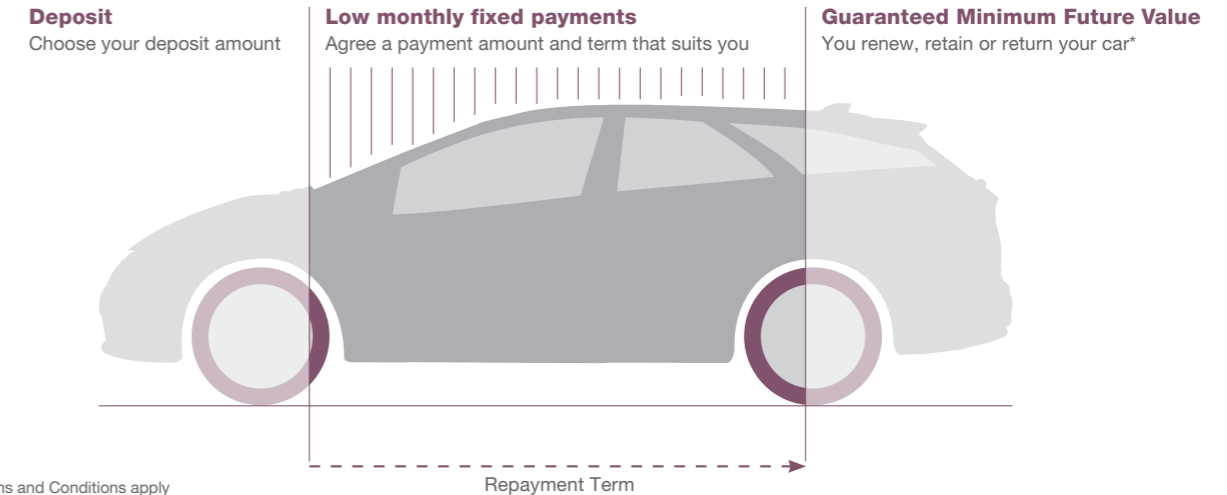 Deposit
Choose your deposit amount
Low monthly fixed payments
Agree a payment amount and term that suits you
Guaranteed Minimum Future Value
You renew, retain or return your car*
Repayment Term
and Conditions apply